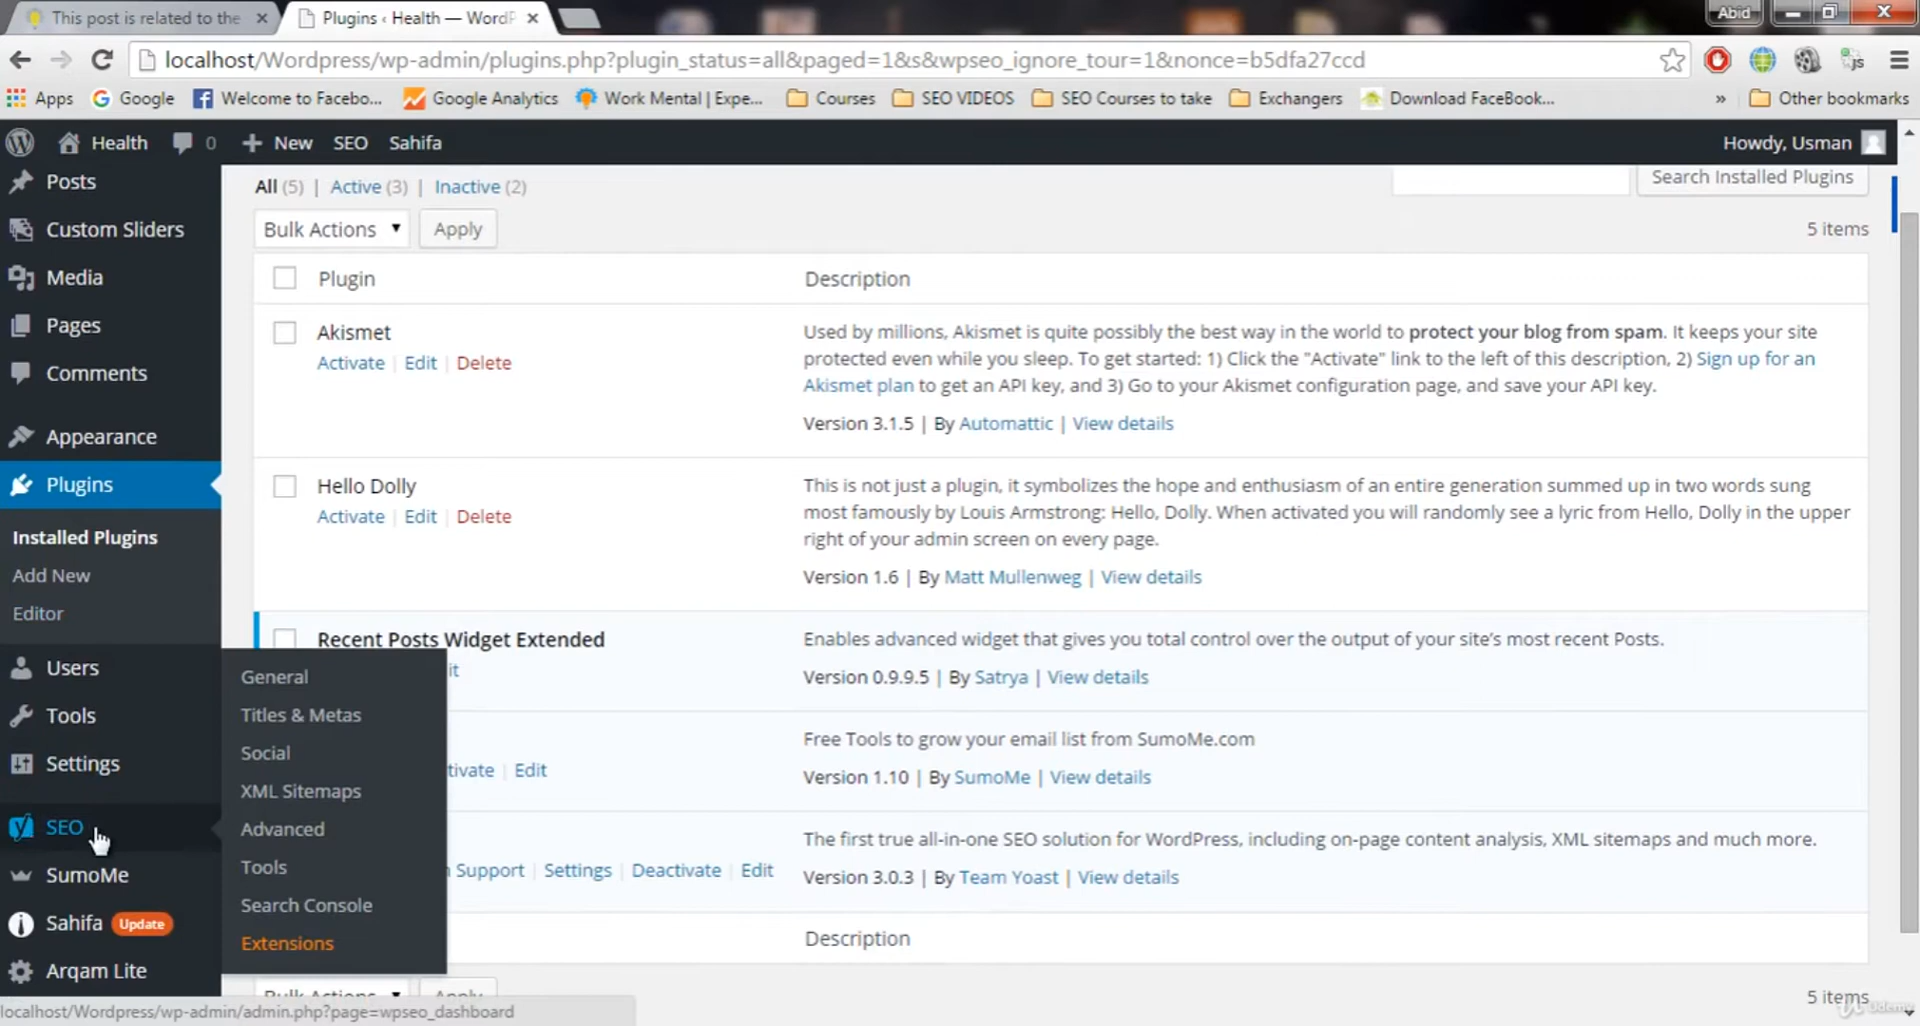 This post is related to the
Plugins ‹ Health — WordP
Abid
localhost/Wordpress/wp-admin/plugins.php?plugin_status=all&paged=1&s&wpseo_ignore_tour=1&nonce=b5dfa27ccd
Apps Google Welcome to Facebo... Google Analytics Work Mental | Expe... Courses SEO VIDEOS SEO Courses to take Exchangers Download FaceBook... » Other bookmarks
Health 0 New SEO Sahifa Howdy, Usman
Posts
Custom Sliders
Media
Pages
Comments
Appearance
Plugins
Installed Plugins
Add New
Editor
Users
Tools
Settings
SEO
SumoMe
Sahifa Update
Arqam Lite
General
Titles & Metas
Social
XML Sitemaps
Advanced
Tools
Search Console
Extensions
All (5) | Active (3) | Inactive (2)
Search Installed Plugins
Bulk Actions Apply 5 items
Plugin Description
Akismet
Activate | Edit | Delete
Used by millions, Akismet is quite possibly the best way in the world to protect your blog from spam. It keeps your site
protected even while you sleep. To get started: 1) Click the "Activate" link to the left of this description, 2) Sign up for an
Akismet plan to get an API key, and 3) Go to your Akismet configuration page, and save your API key.
Version 3.1.5 | By Automattic | View details
Hello Dolly
Activate | Edit | Delete
This is not just a plugin, it symbolizes the hope and enthusiasm of an entire generation summed up in two words sung
most famously by Louis Armstrong: Hello, Dolly. When activated you will randomly see a lyric from Hello, Dolly in the upper
right of your admin screen on every page.
Version 1.6 | By Matt Mullenweg | View details
Recent Posts Widget Extended
it
Enables advanced widget that gives you total control over the output of your site's most recent Posts.
Version 0.9.9.5 | By Satrya | View details
tivate | Edit
Free Tools to grow your email list from SumoMe.com
Version 1.10 | By SumoMe | View details
Support | Settings | Deactivate | Edit
The first true all-in-one SEO solution for WordPress, including on-page content analysis, XML sitemaps and much more.
Version 3.0.3 | By Team Yoast | View details
Description
Bulk Actions Apply 5 items
localhost/Wordpress/wp-admin/admin.php?page=wpseo_dashboard
Udemy